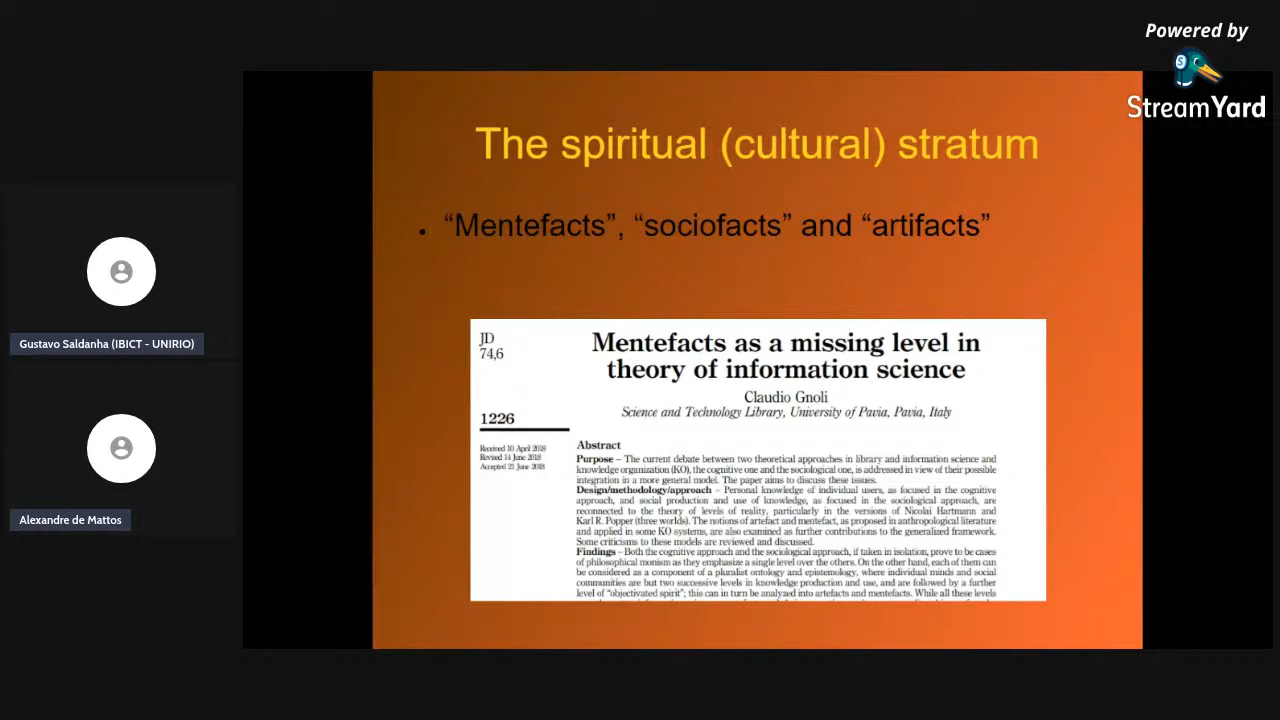 Powered by
StreamYard
The spiritual (cultural) stratum
• “Mentefacts”, “sociofacts” and “artifacts”
JD
74,6
1226
Received 10 April 2018
Revised 14 June 2018
Accepted 21 June 2018
Mentefacts as a missing level in
theory of information science
Claudio Gnoli
Science and Technology Library, University of Pavia, Pavia, Italy
Abstract
Purpose – The current debate between two theoretical approaches in library and information science and
knowledge organization (KO), the cognitive one and the sociological one, is addressed in view of their possible
integration in a more general model. The paper aims to discuss these issues.
Design/methodology/approach – Personal knowledge of individual users, as focused in the cognitive
approach, and social production and use of knowledge, as focused in the sociological approach, are
reconnected to the theory of levels of reality, particularly in the versions of Nicolai Hartmann and
Karl R. Popper (three worlds). The notions of artefact and mentefact, as proposed in anthropological literature
and applied in some KO systems, are also examined as further contributions to the generalized framework.
Some criticisms to these models are reviewed and discussed.
Findings – Both the cognitive approach and the sociological approach, if taken in isolation, prove to be cases
of philosophical monism as they emphasize a single level over the others. On the other hand, each of them can
be considered as a component of a pluralist ontology and epistemology, where individual minds and social
communities are but two successive levels in knowledge production and use, and are followed by a further
level of “objectivated spirit”; this can in turn be analyzed into artefacts and mentefacts. While all these levels
Gustavo Saldanha (IBICT - UNIRIO)
Alexandre de Mattos